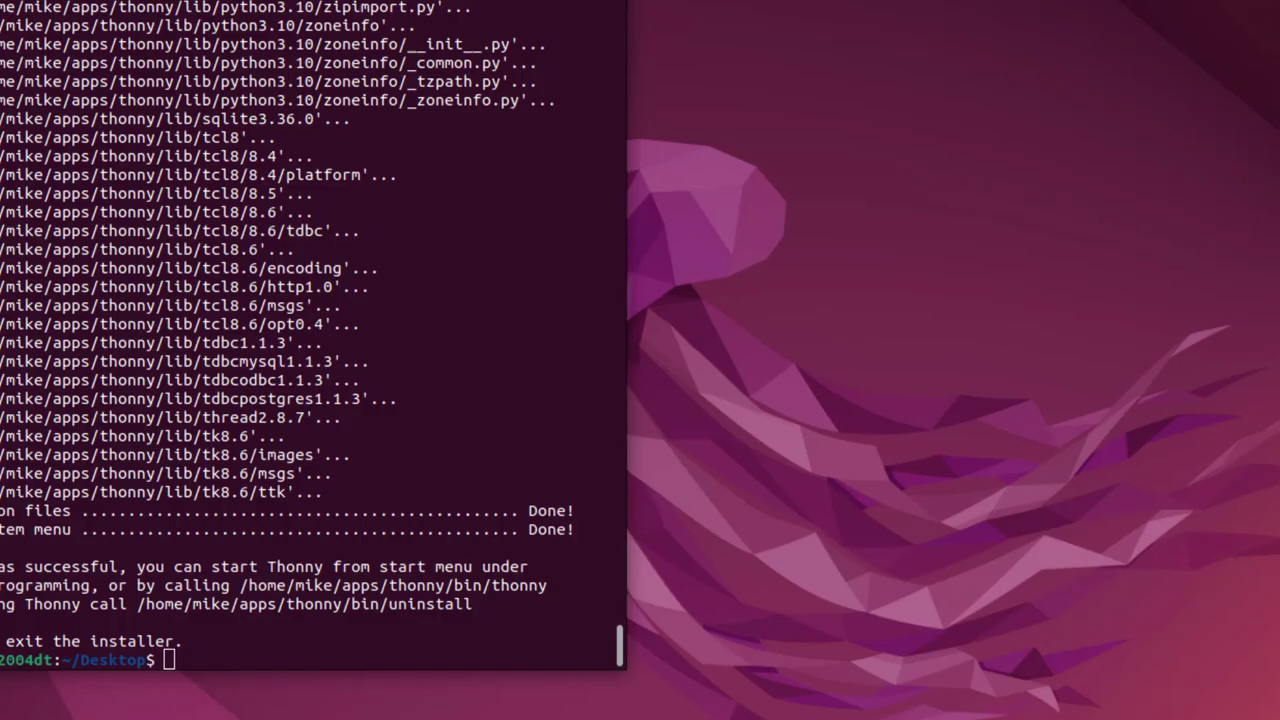 me/mike/apps/thonny/lib/python3.10/zipimport.py'...
/mike/apps/thonny/lib/python3.10/zoneinfo'...
me/mike/apps/thonny/lib/python3.10/zoneinfo/__init__.py'...
me/mike/apps/thonny/lib/python3.10/zoneinfo/_common.py'...
me/mike/apps/thonny/lib/python3.10/zoneinfo/_tzpath.py'...
me/mike/apps/thonny/lib/python3.10/zoneinfo/_zoneinfo.py'...
/mike/apps/thonny/lib/sqlite3.36.0'...
/mike/apps/thonny/lib/tcl8'...
/mike/apps/thonny/lib/tcl8/8.4'...
/mike/apps/thonny/lib/tcl8/8.4/platform'...
/mike/apps/thonny/lib/tcl8/8.5'...
/mike/apps/thonny/lib/tcl8/8.6'...
/mike/apps/thonny/lib/tcl8/8.6/tdbc'...
/mike/apps/thonny/lib/tcl8.6'...
/mike/apps/thonny/lib/tcl8.6/encoding'...
/mike/apps/thonny/lib/tcl8.6/http1.0'...
/mike/apps/thonny/lib/tcl8.6/msgs'...
/mike/apps/thonny/lib/tcl8.6/opt0.4'...
/mike/apps/thonny/lib/tdbc1.1.3'...
/mike/apps/thonny/lib/tdbcmysql1.1.3'...
/mike/apps/thonny/lib/tdbcodbc1.1.3'...
/mike/apps/thonny/lib/tdbcpostgres1.1.3'...
/mike/apps/thonny/lib/thread2.8.7'...
/mike/apps/thonny/lib/tk8.6'...
/mike/apps/thonny/lib/tk8.6/images'...
/mike/apps/thonny/lib/tk8.6/msgs'...
/mike/apps/thonny/lib/tk8.6/ttk'...
on files ............................................... Done!
tem menu ............................................... Done!
as successful, you can start Thonny from start menu under
rogramming, or by calling /home/mike/apps/thonny/bin/thonny
ng Thonny call /home/mike/apps/thonny/bin/uninstall
exit the installer.
2004dt:~/Desktop$